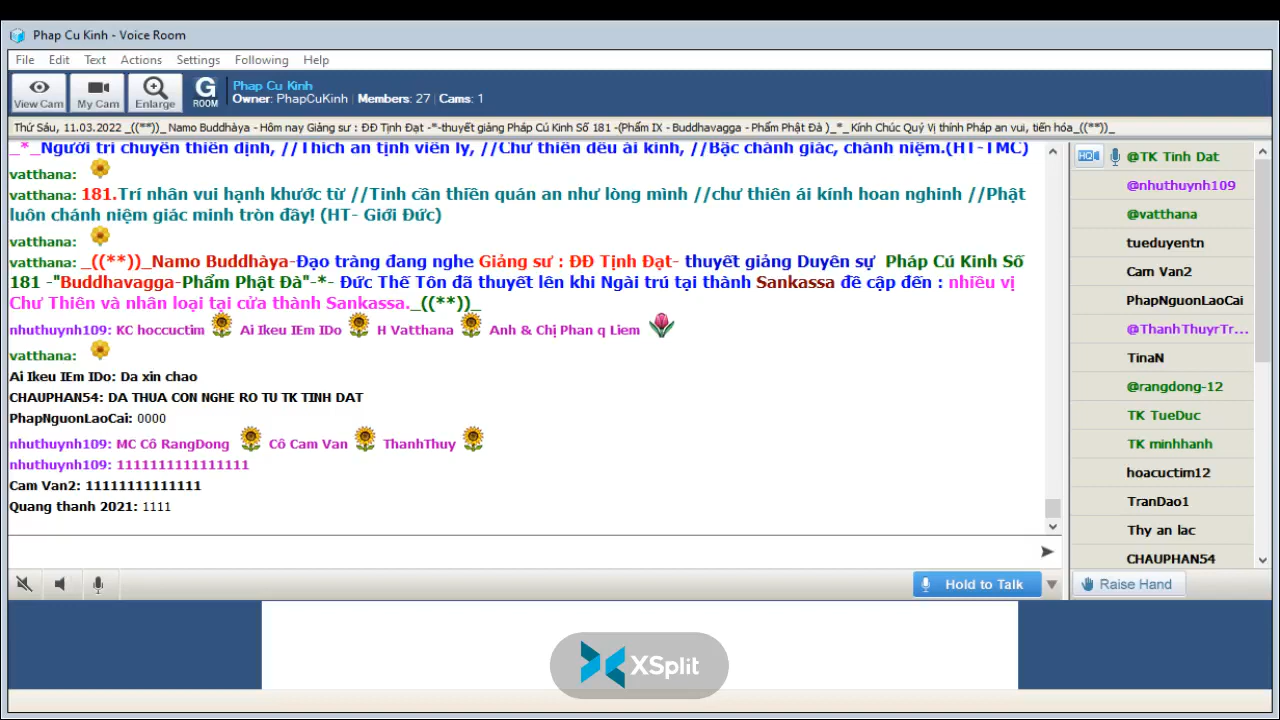 Phap Cu Kinh - Voice Room
File Edit Text Actions Settings Following Help
View Cam My Cam Enlarge G ROOM
Phap Cu Kinh
Owner: PhapCuKinh Members: 27 Cams: 1
Thứ Sáu, 11.03.2022 _((**))_ Namo Buddhàya - Hôm nay Giảng sư : ĐĐ Tịnh Đạt -*-thuyết giảng Pháp Cú Kinh Số 181 -(Phẩm IX - Buddhavagga - Phẩm Phật Đà )_*_ Kính Chúc Quý Vị thính Pháp an vui, tiến hóa_((**))_
_*_Người trí chuyên thiền định, //Thích an tịnh viễn ly, //Chư thiên đều ái kính, //Bậc chánh giác, chánh niệm.(HT-TMC)
vatthana:
vatthana: 181.Trí nhân vui hạnh khước từ //Tinh cần thiền quán an như lòng mình //chư thiên ái kính hoan nghinh //Phật
luôn chánh niệm giác minh tròn đầy! (HT- Giới Đức)
vatthana:
vatthana: _((**))_Namo Buddhàya-Đạo tràng đang nghe Giảng sư : ĐĐ Tịnh Đạt- thuyết giảng Duyên sự Pháp Cú Kinh Số
181 -"Buddhavagga-Phẩm Phật Đà"-*- Đức Thế Tôn đã thuyết lên khi Ngài trú tại thành Sankassa đề cập đến : nhiều vị
Chư Thiên và nhân loại tại cửa thành Sankassa._((**))_
nhuthuynh109: KC hoccuctim Ai Ikeu IEm IDo H Vatthana Anh & Chị Phan q Liem
vatthana:
Ai Ikeu IEm IDo: Da xin chao
CHAUPHAN54: DA THUA CON NGHE RO TU TK TINH DAT
PhapNguonLaoCai: 0000
nhuthuynh109: MC Cô RangDong Cô Cam Van ThanhThuy
nhuthuynh109: 1111111111111111
Cam Van2: 11111111111111
Quang thanh 2021: 1111
Hold to Talk
HQ @TK Tinh Dat
@nhuthuynh109
@vatthana
tueduyentn
Cam Van2
PhapNguonLaoCai
@ThanhThuyrTr...
TinaN
@rangdong-12
TK TueDuc
TK minhhanh
hoacuctim12
TranDao1
Thy an lac
CHAUPHAN54
Raise Hand
XSplit